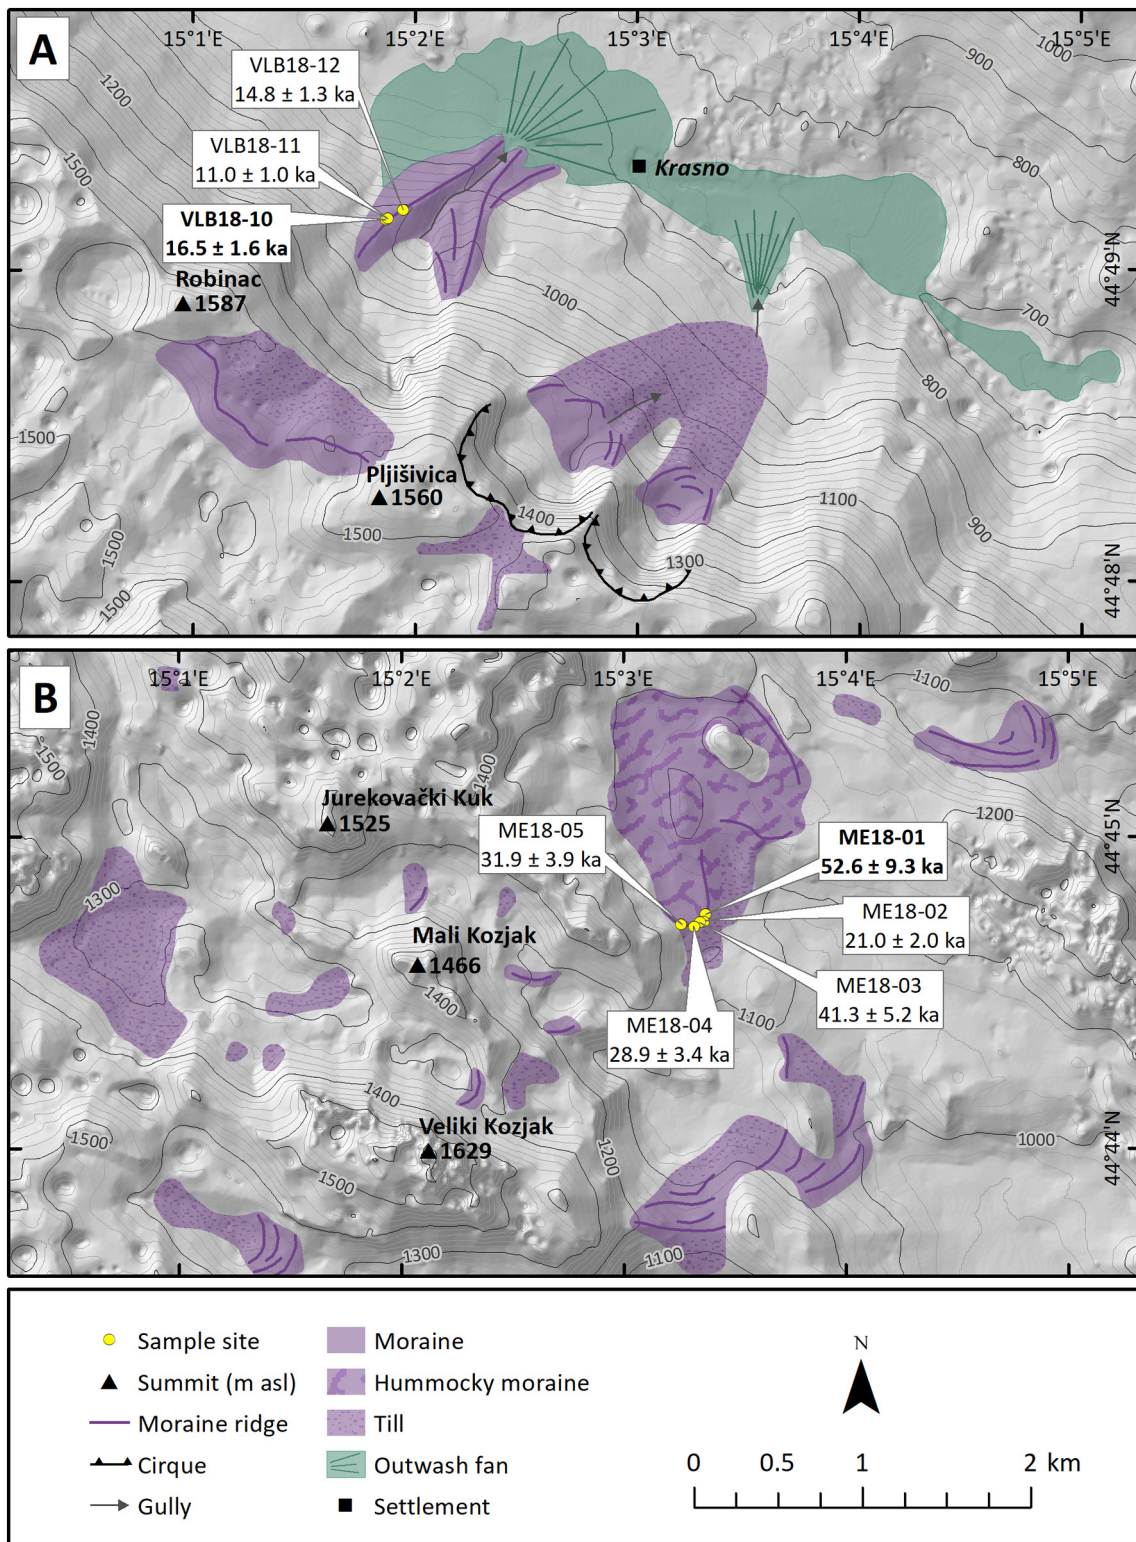 A
15°1'E
15°2'E
15°3'E
15°4'E
15°5'E
1000
900
1200
VLB18-12
14.8 ± 1.3 ka
VLB18-11
11.0 ± 1.0 ka
VLB18-10
16.5 ± 1.6 ka
1500
1500
Krasno
800
44°49'N
Robinac
1587
1000
700
800
1500
Pljišivica
1560
1400
1500
1100
900
1300
1500
1500
44°48'N
B
15°1'E
15°2'E
15°3'E
15°4'E
15°5'E
1100
1400
1500
1400
Jurekovački Kuk
1525
1200
44°45'N
ME18-05
31.9 ± 3.9 ka
ME18-01
52.6 ± 9.3 ka
1300
ME18-02
21.0 ± 2.0 ka
Mali Kozjak
1466
1400
ME18-03
41.3 ± 5.2 ka
ME18-04
28.9 ± 3.4 ka
1100
1400
Veliki Kozjak
1629
1500
1200
1000
44°44'N
1500
1300
1100
Sample site
Summit (m asl)
Moraine ridge
Cirque
Gully
Moraine
Hummocky moraine
Till
Outwash fan
Settlement
N
0 0.5 1 2 km